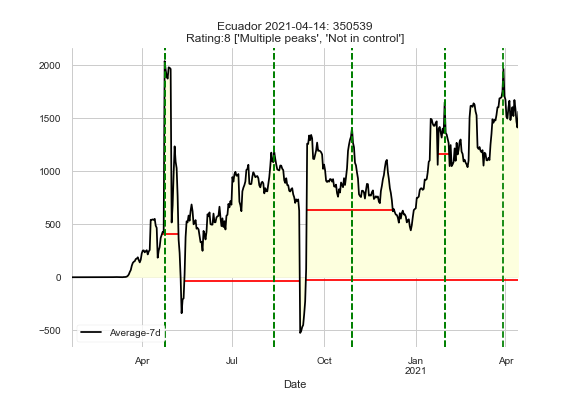 Ecuador 2021-04-14: 350539
Rating:8 ['Multiple peaks', 'Not in control']
2000
1500
1000
500
0
−500
Average-7d
Apr
Jul
Oct
Jan
2021
Apr
Date